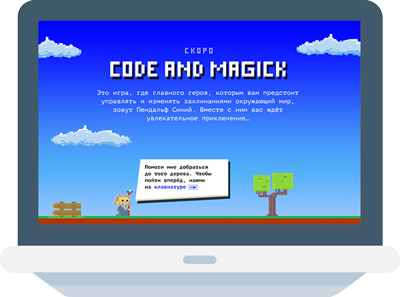 СКОРО
CODE AND MAGICK
Это игра, где главного героя, которым вам предстоит
управлять и изменять заклинаниями окружающий мир,
зовут Пендальф Синий. Вместе с ним вас ждёт
увлекательное приключение…
Помоги мне добраться
до того дерева. Чтобы
пойти вперёд, нажми
на клавиатуре →